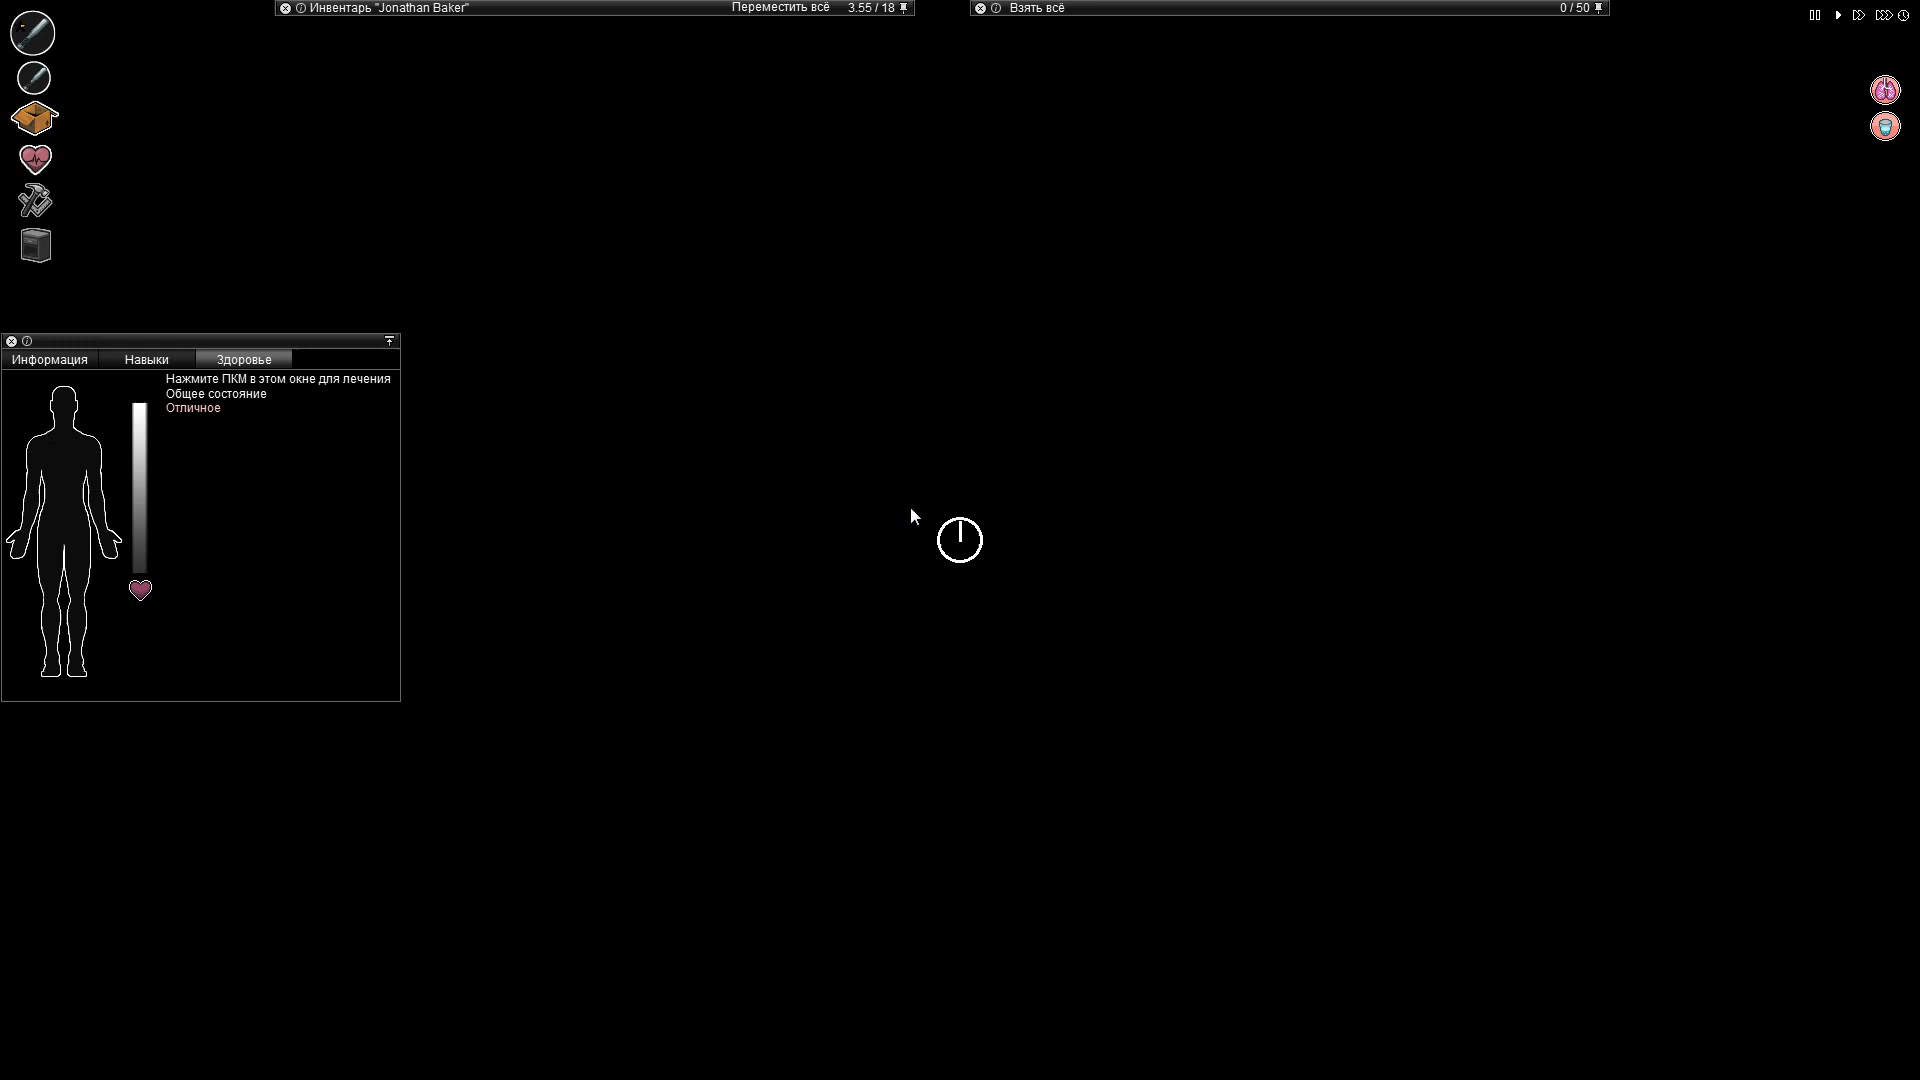 Инвентарь "Jonathan Baker" Переместить всё 3.55 / 18
Взять всё 0 / 50
Информация Навыки Здоровье
Нажмите ПКМ в этом окне для лечения
Общее состояние
Отличное